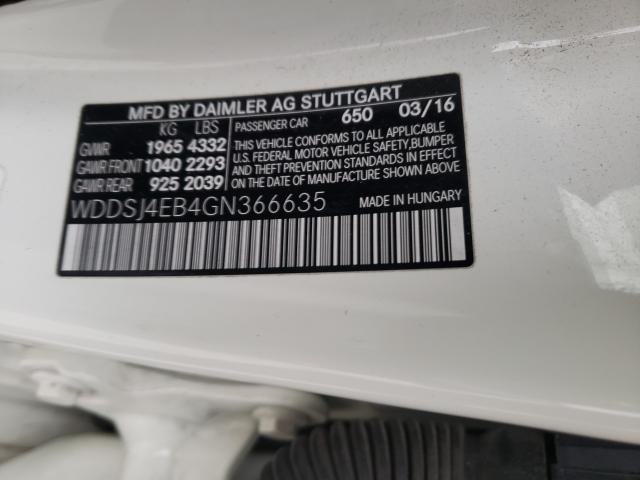 MFD BY DAIMLER AG STUTTGART
KG LBS PASSENGER CAR 650 03/16
GVWR 1965 4332
GAWR FRONT 1040 2293
GAWR REAR 925 2039
THIS VEHICLE CONFORMS TO ALL APPLICABLE
U.S. FEDERAL MOTOR VEHICLE SAFETY, BUMPER
AND THEFT PREVENTION STANDARDS IN EFFECT
ON THE DATE OF MANUFACTURE SHOWN ABOVE.
WDDSJ4EB4GN366635 MADE IN HUNGARY